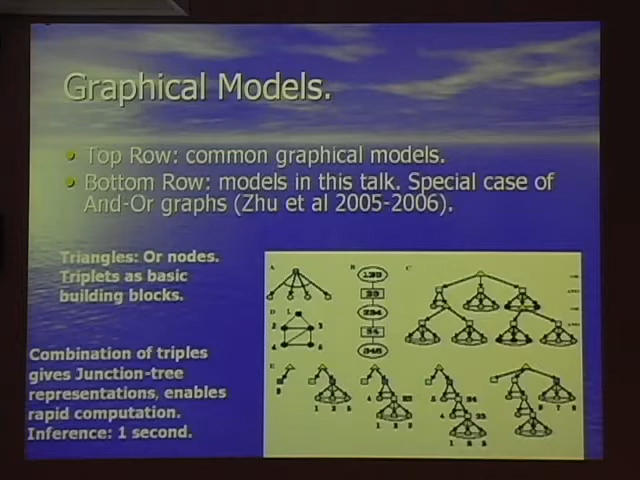 Graphical Models.
Top Row: common graphical models.
Bottom Row: models in this talk. Special case of
And-Or graphs (Zhu et al 2005-2006).
Triangles: Or nodes.
Triplets as basic
building blocks.
Combination of triples
gives Junction-tree
representations, enables
rapid computation.
Inference: 1 second.
A
B
C
D
E